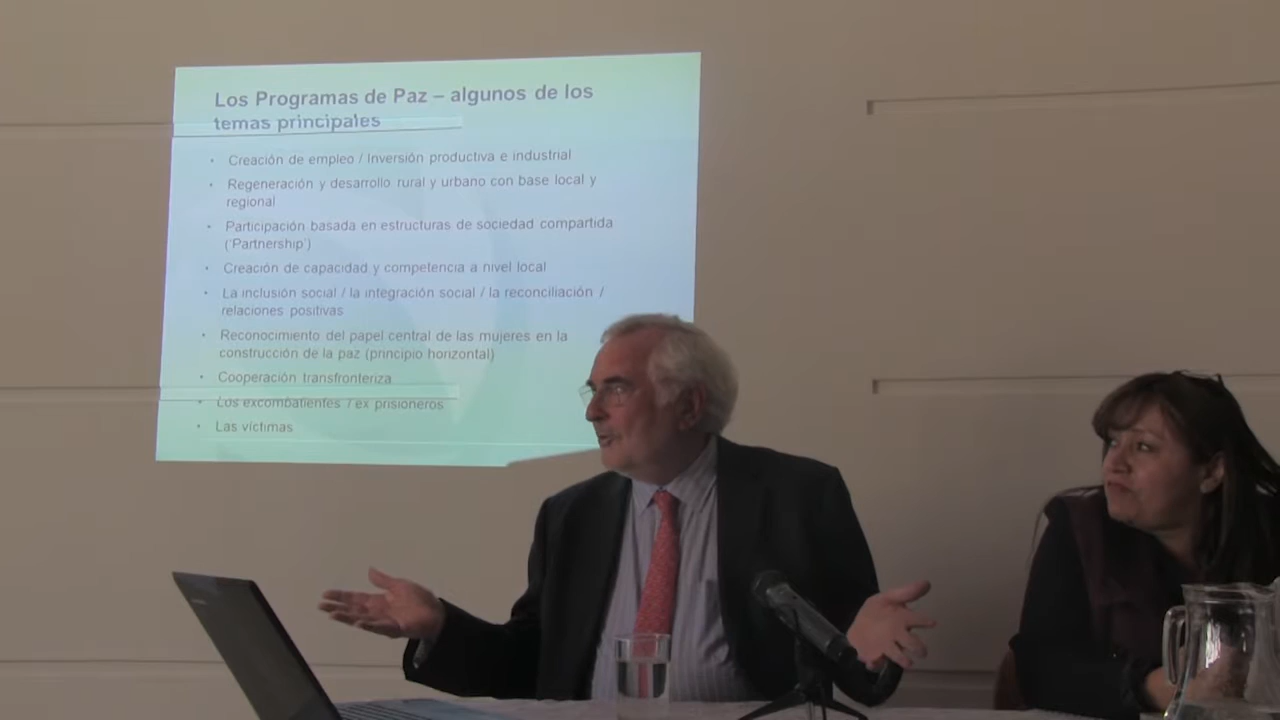 Los Programas de Paz – algunos de los
temas principales
• Creación de empleo / Inversión productiva e industrial
• Regeneración y desarrollo rural y urbano con base local y
regional
• Participación basada en estructuras de sociedad compartida
('Partnership')
• Creación de capacidad y competencia a nivel local
• La inclusión social / la integración social / la reconciliación /
relaciones positivas
• Reconocimiento del papel central de las mujeres en la
construcción de la paz (principio horizontal)
• Cooperación transfronteriza
• Los excombatientes / ex prisioneros
• Las víctimas